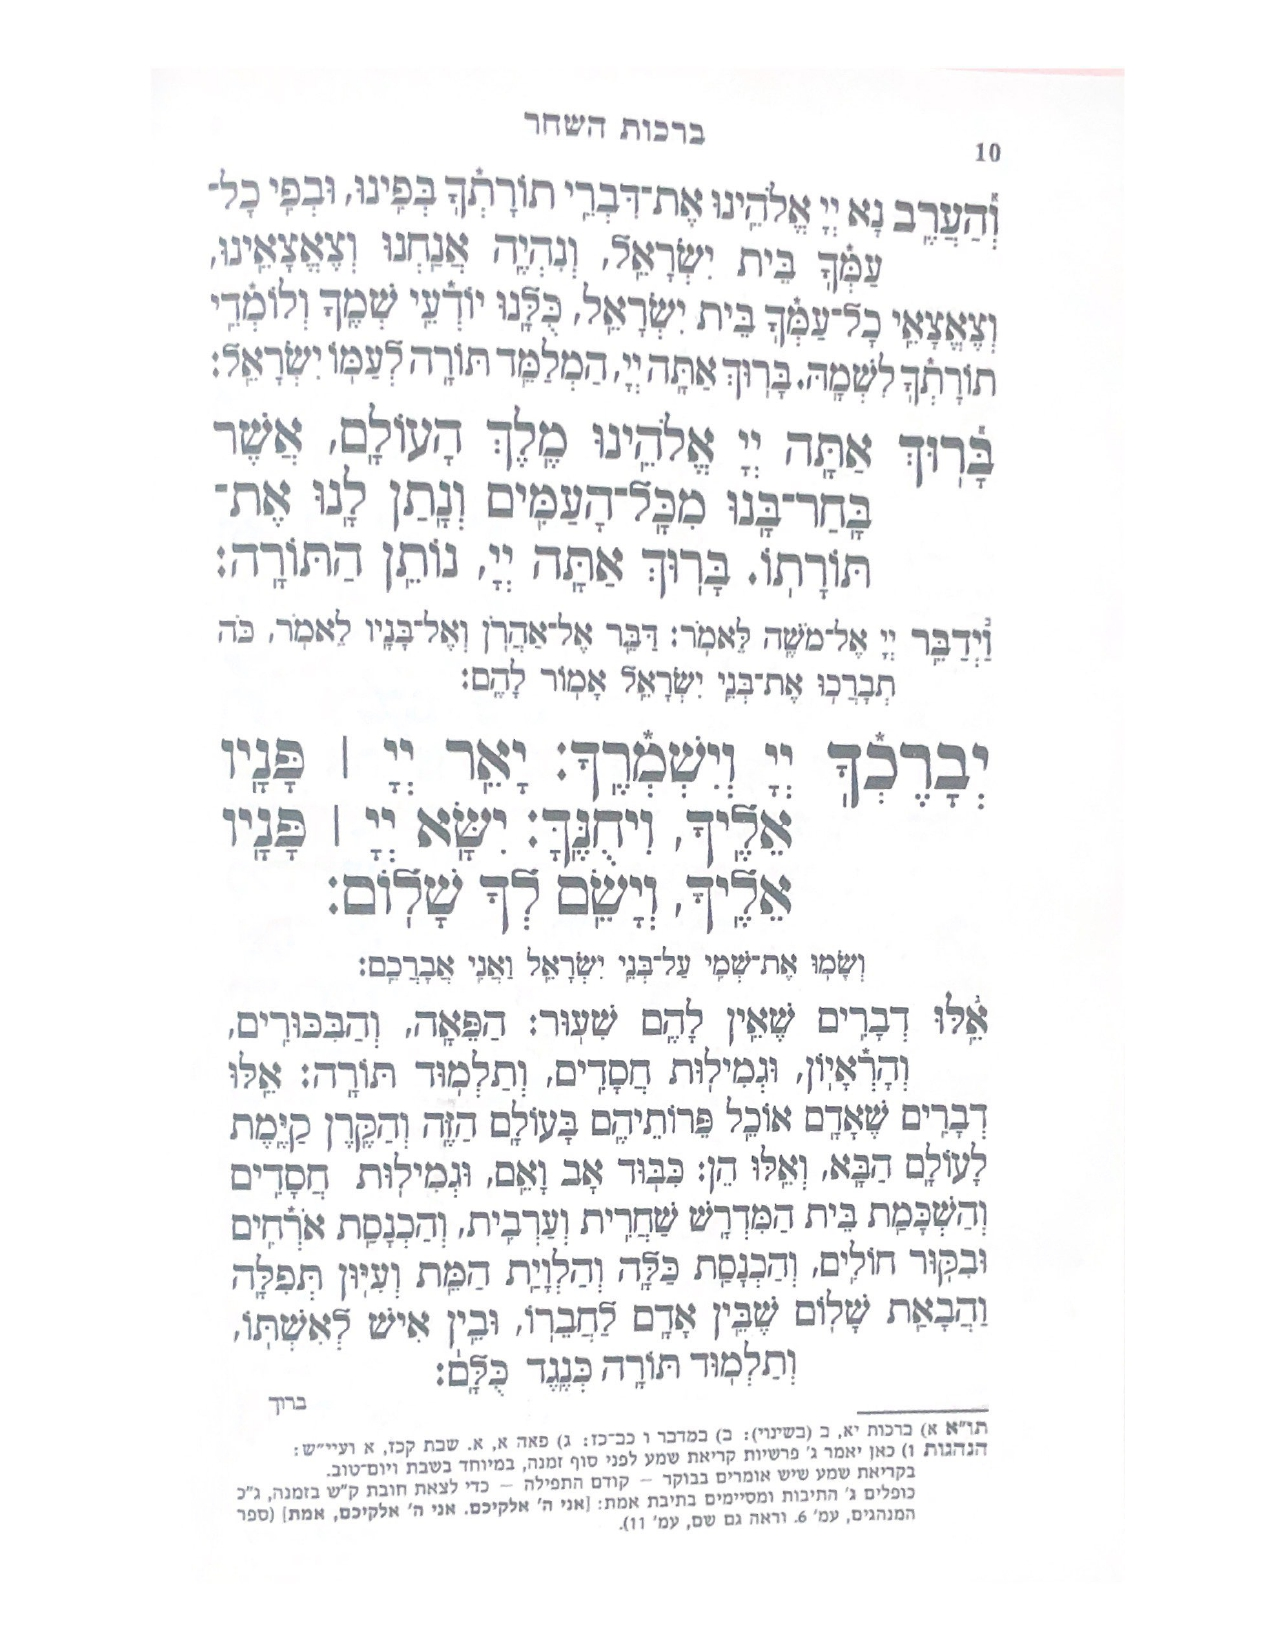 ברכות השחר
10
וְהַעֲרֶב נָא יְיָ אֱלֹהֵינוּ אֶת־דִּבְרֵי תוֹרָתְךָ בְּפִינוּ, וּבְפִי כָל־
עַמְּךָ בֵּית יִשְׂרָאֵל, וְנִהְיֶה אֲנַחְנוּ וְצֶאֱצָאֵינוּ,
וְצֶאֱצָאֵי כָל־עַמְּךָ בֵּית יִשְׂרָאֵל, כֻּלָּנוּ יוֹדְעֵי שְׁמֶךָ וְלוֹמְדֵי
תוֹרָתְךָ לִשְׁמָהּ. בָּרוּךְ אַתָּה יְיָ, הַמְלַמֵּד תּוֹרָה לְעַמּוֹ יִשְׂרָאֵל:
בָּרוּךְ אַתָּה יְיָ אֱלֹהֵינוּ מֶלֶךְ הָעוֹלָם, אֲשֶׁר
בָּחַר־בָּנוּ מִכָּל־הָעַמִּים וְנָתַן לָנוּ אֶת־
תּוֹרָתוֹ. בָּרוּךְ אַתָּה יְיָ, נוֹתֵן הַתּוֹרָה:
וַיְדַבֵּר יְיָ אֶל־מֹשֶׁה לֵּאמֹר: דַּבֵּר אֶל־אַהֲרֹן וְאֶל־בָּנָיו לֵאמֹר, כֹּה
תְבָרְכוּ אֶת־בְּנֵי יִשְׂרָאֵל אָמוֹר לָהֶם:
יְבָרֶכְךָ יְיָ וְיִשְׁמְרֶךָ: יָאֵר יְיָ | פָּנָיו
אֵלֶיךָ, וִיחֻנֶּךָּ: יִשָּׂא יְיָ | פָּנָיו
אֵלֶיךָ, וְיָשֵׂם לְךָ שָׁלוֹם:
וְשָׂמוּ אֶת־שְׁמִי עַל־בְּנֵי יִשְׂרָאֵל וַאֲנִי אֲבָרְכֵם:
אֵלּוּ דְבָרִים שֶׁאֵין לָהֶם שִׁעוּר: הַפֵּאָה, וְהַבִּכּוּרִים,
וְהָרְאָיוֹן, וּגְמִילוּת חֲסָדִים, וְתַלְמוּד תּוֹרָה: אֵלּוּ
דְבָרִים שֶׁאָדָם אוֹכֵל פֵּרוֹתֵיהֶם בָּעוֹלָם הַזֶּה וְהַקֶּרֶן קַיֶּמֶת
לָעוֹלָם הַבָּא, וְאֵלּוּ הֵן: כִּבּוּד אָב וָאֵם, וּגְמִילוּת חֲסָדִים
וְהַשְׁכָּמַת בֵּית הַמִּדְרָשׁ שַׁחֲרִית וְעַרְבִית, וְהַכְנָסַת אֹרְחִים
וּבִקּוּר חוֹלִים, וְהַכְנָסַת כַּלָּה וְהַלְוָיַת הַמֵּת וְעִיּוּן תְּפִלָּה
וַהֲבָאַת שָׁלוֹם שֶׁבֵּין אָדָם לַחֲבֵרוֹ, וּבֵין אִישׁ לְאִשְׁתּוֹ,
וְתַלְמוּד תּוֹרָה כְּנֶגֶד כֻּלָּם:
ברוך
תו״א א) ברכות יא, ב (בשינוי): ב) במדבר ו כב־כז: ג) פאה א, א. שבת קכז, א ועיי״ש:
הנהגות 1) כאן יאמר ג׳ פרשיות קריאת שמע לפני סוף זמנה, במיוחד בשבת ויום־טוב.
בקריאת שמע שיש אומרים בבוקר — קודם התפילה — כדי לצאת חובת ק״ש בזמנה, ג״כ
כופלים ג׳ התיבות ומסיימים בתיבת אמת: [אני ה׳ אלקיכם. אני ה׳ אלקיכם, אמת] (ספר
המנהגים, עמ׳ 6. וראה גם שם, עמ׳ 11).